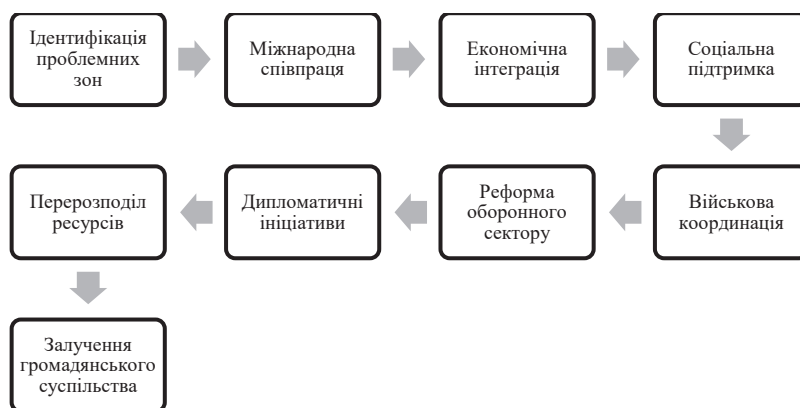 Ідентифікація
проблемних
зон
Міжнародна
співпраця
Економічна
інтеграція
Соціальна
підтримка
Військова
координація
Реформа
оборонного
сектору
Дипломатичні
ініціативи
Перерозподіл
ресурсів
Залучення
громадянського
суспільства